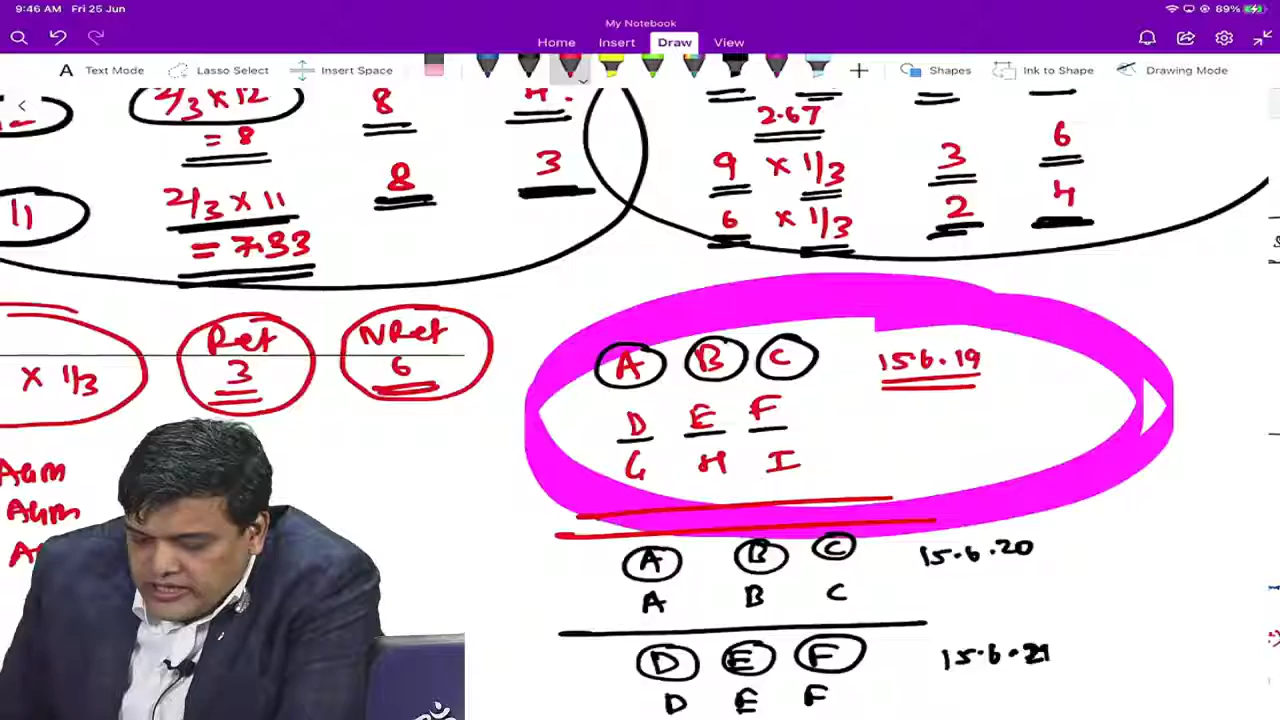 9:46 AM Fri 25 Jun
89%
My Notebook
Home Insert Draw View
A Text Mode Lasso Select Insert Space Shapes Ink to Shape Drawing Mode
2/3 × 12 8 4.
= 8 2.67
8 3 9 × 1/3 3 6
11 2/3 × 11 6 × 1/3 2 4
= 7.33
Ret NRet
× 1/3 3 6
A B C 15.6.19
D E F
G H I
AGM
AGM
A B C 15.6.20
A B C
D E F 15.6.21
D E F